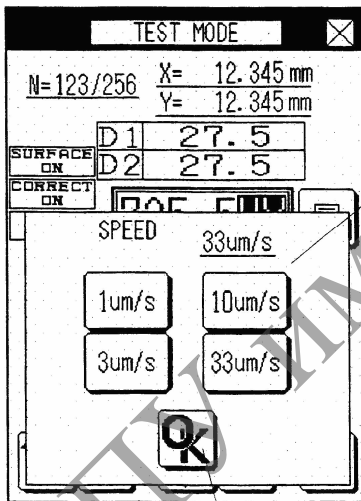 TEST MODE
N=123/256
X= 12.345 mm
Y= 12.345 mm
D1 27.5
D2 27.5
SURFACE
ON
CORRECT
ON
SPEED 33um/s
1um/s 10um/s
3um/s 33um/s
OK